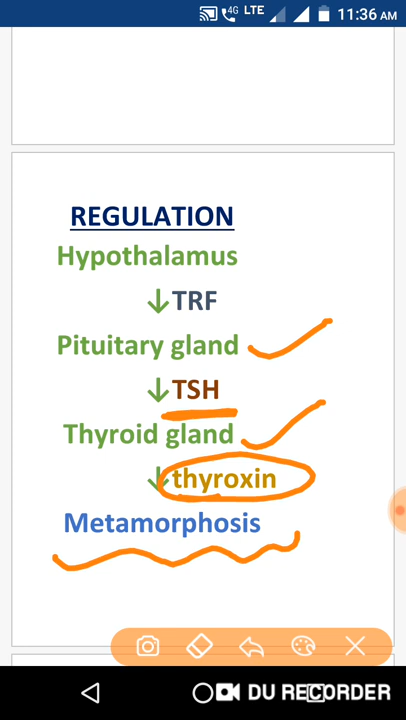 4G LTE 11:36 AM
REGULATION
Hypothalamus
↓ TRF
Pituitary gland
↓ TSH
Thyroid gland
↓ thyroxin
Metamorphosis
DU RECORDER